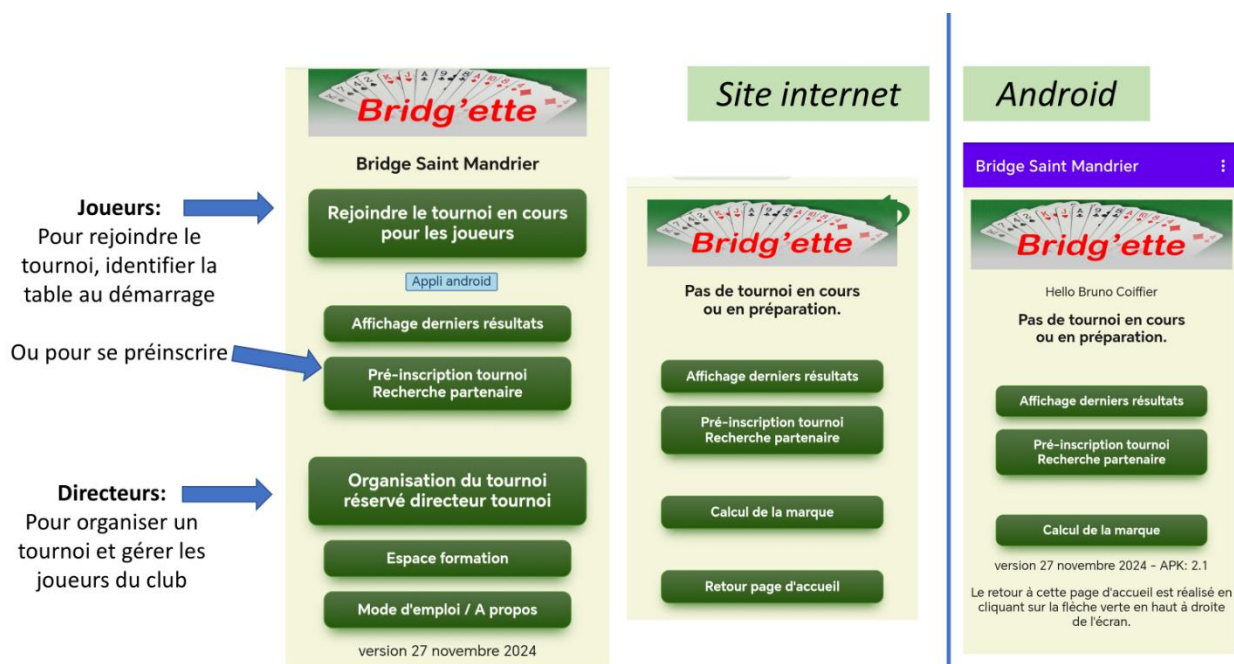 Joueurs:
Pour rejoindre le
tournoi, identifier la
table au démarrage
Ou pour se préinscrire
Directeurs:
Pour organiser un
tournoi et gérer les
joueurs du club
Bridg'ette
Bridge Saint Mandrier
Rejoindre le tournoi en cours
pour les joueurs
Appli android
Affichage derniers résultats
Pré-inscription tournoi
Recherche partenaire
Organisation du tournoi
réservé directeur tournoi
Espace formation
Mode d'emploi / A propos
version 27 novembre 2024
Site internet
Bridg'ette
Pas de tournoi en cours
ou en préparation.
Affichage derniers résultats
Pré-inscription tournoi
Recherche partenaire
Calcul de la marque
Retour page d'accueil
Android
Bridge Saint Mandrier
Bridg'ette
Hello Bruno Coiffier
Pas de tournoi en cours
ou en préparation.
Affichage derniers résultats
Pré-inscription tournoi
Recherche partenaire
Calcul de la marque
version 27 novembre 2024 - APK: 2.1
Le retour à cette page d'accueil est réalisé en
cliquant sur la flèche verte en haut à droite
de l'écran.